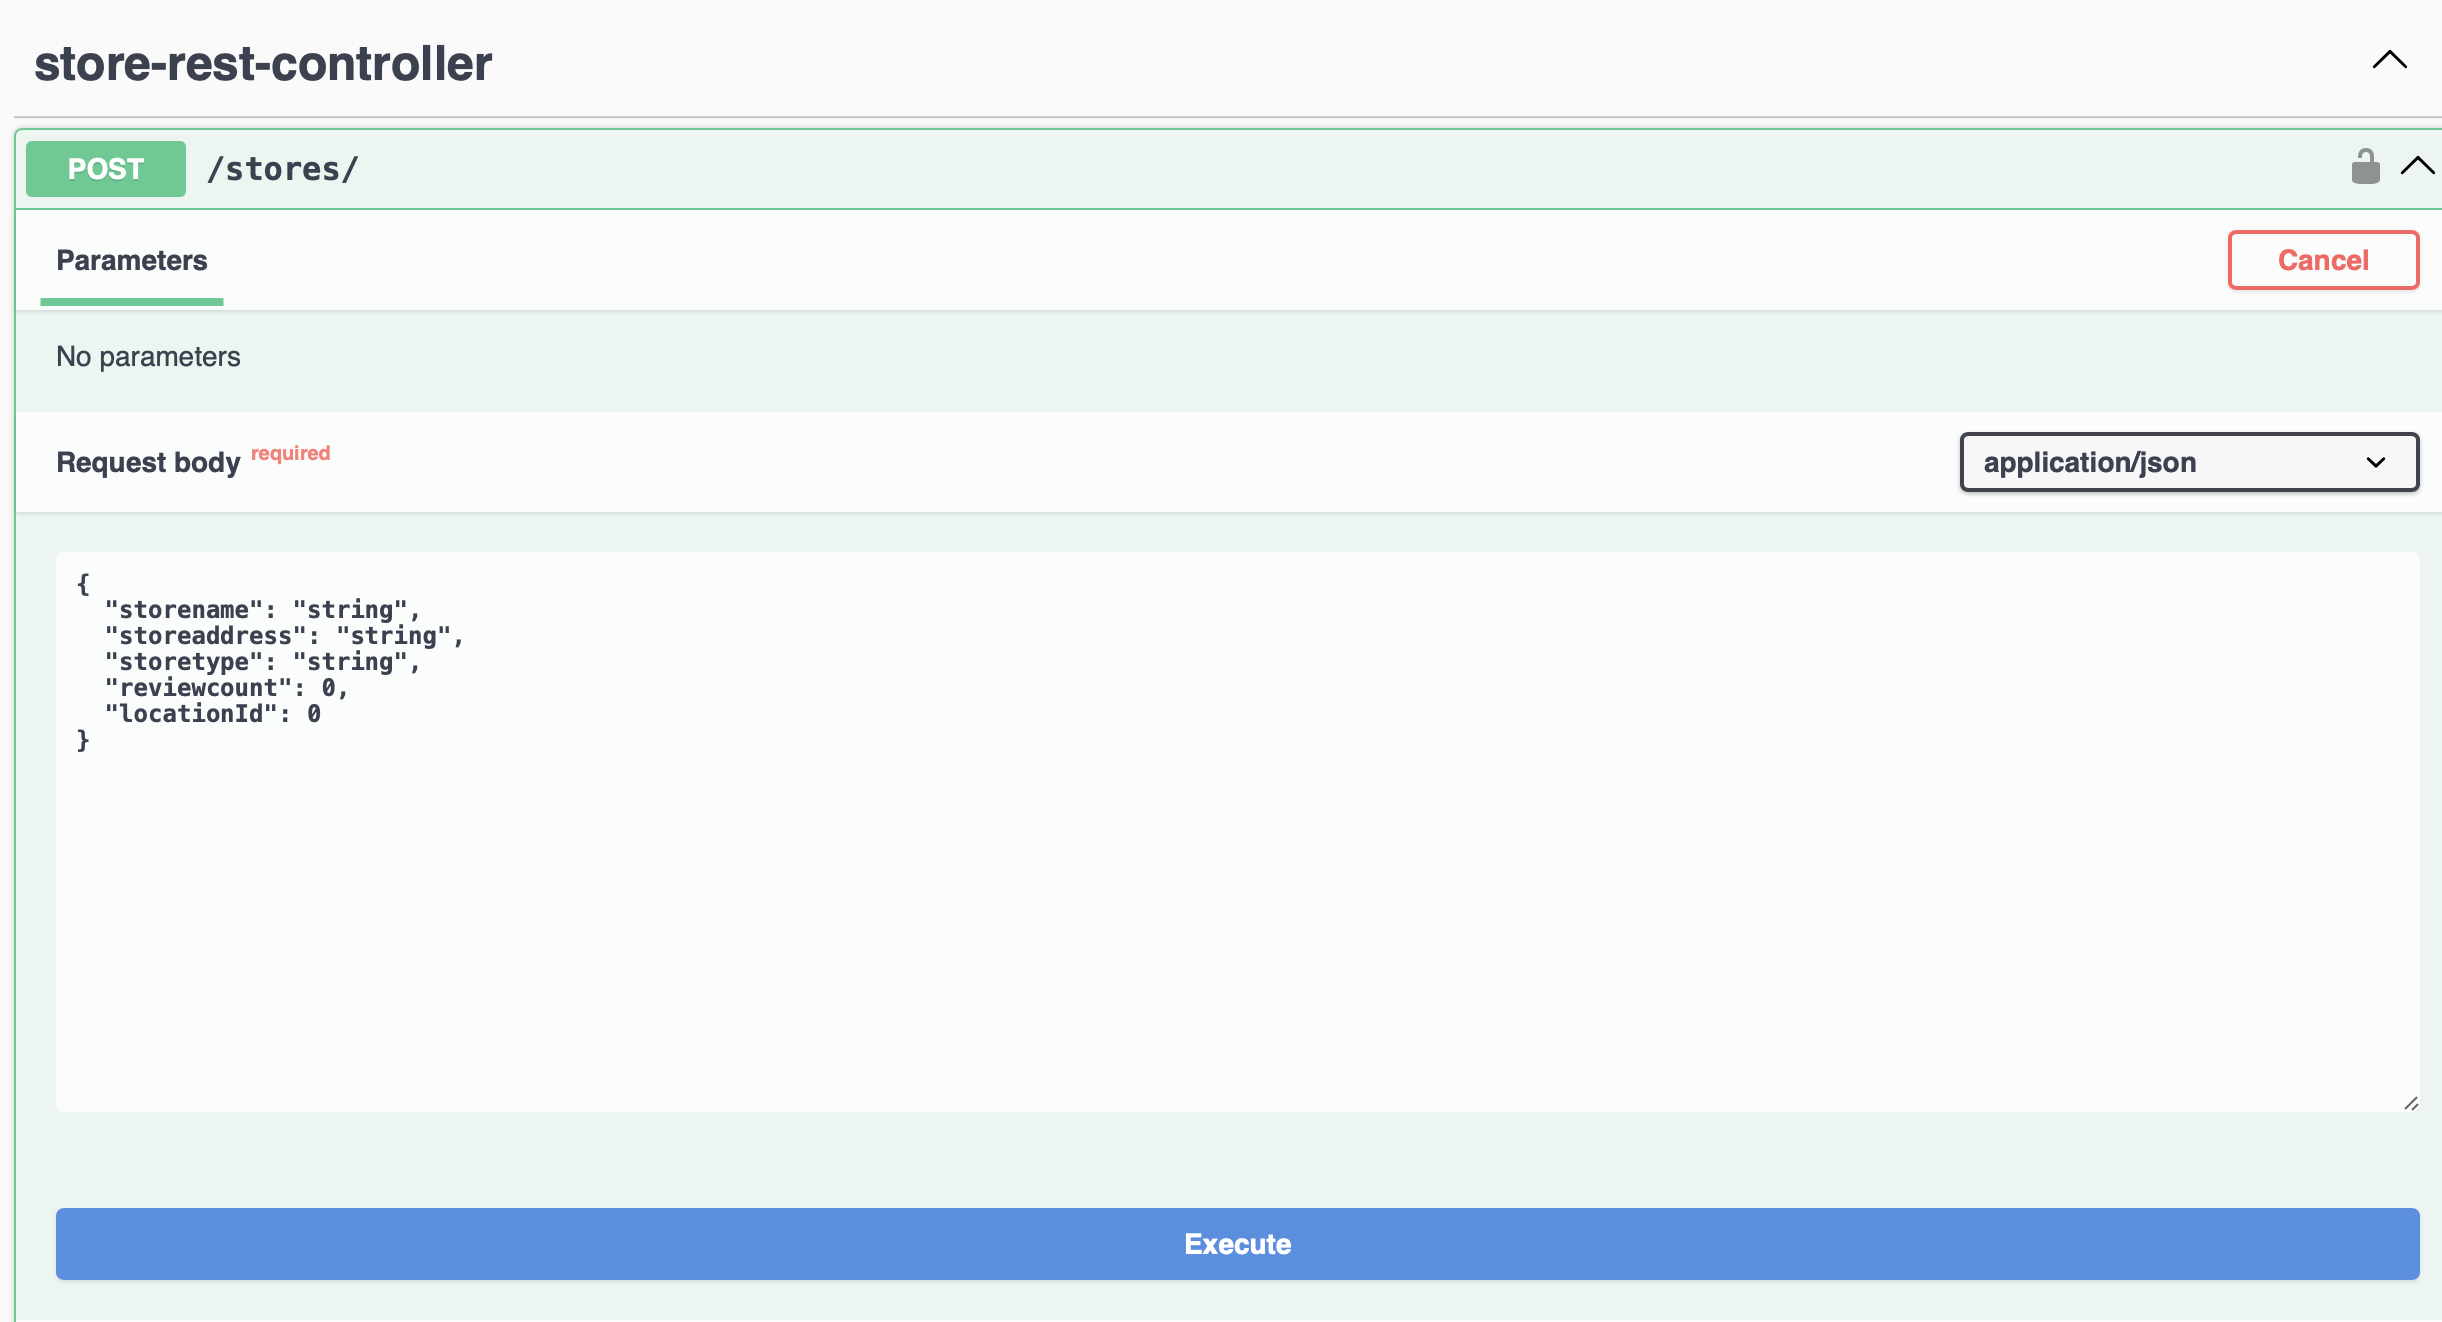 store-rest-controller
POST /stores/
Parameters
Cancel
No parameters
Request body required
application/json
{
  "storename": "string",
  "storeaddress": "string",
  "storetype": "string",
  "reviewcount": 0,
  "locationId": 0
}
Execute